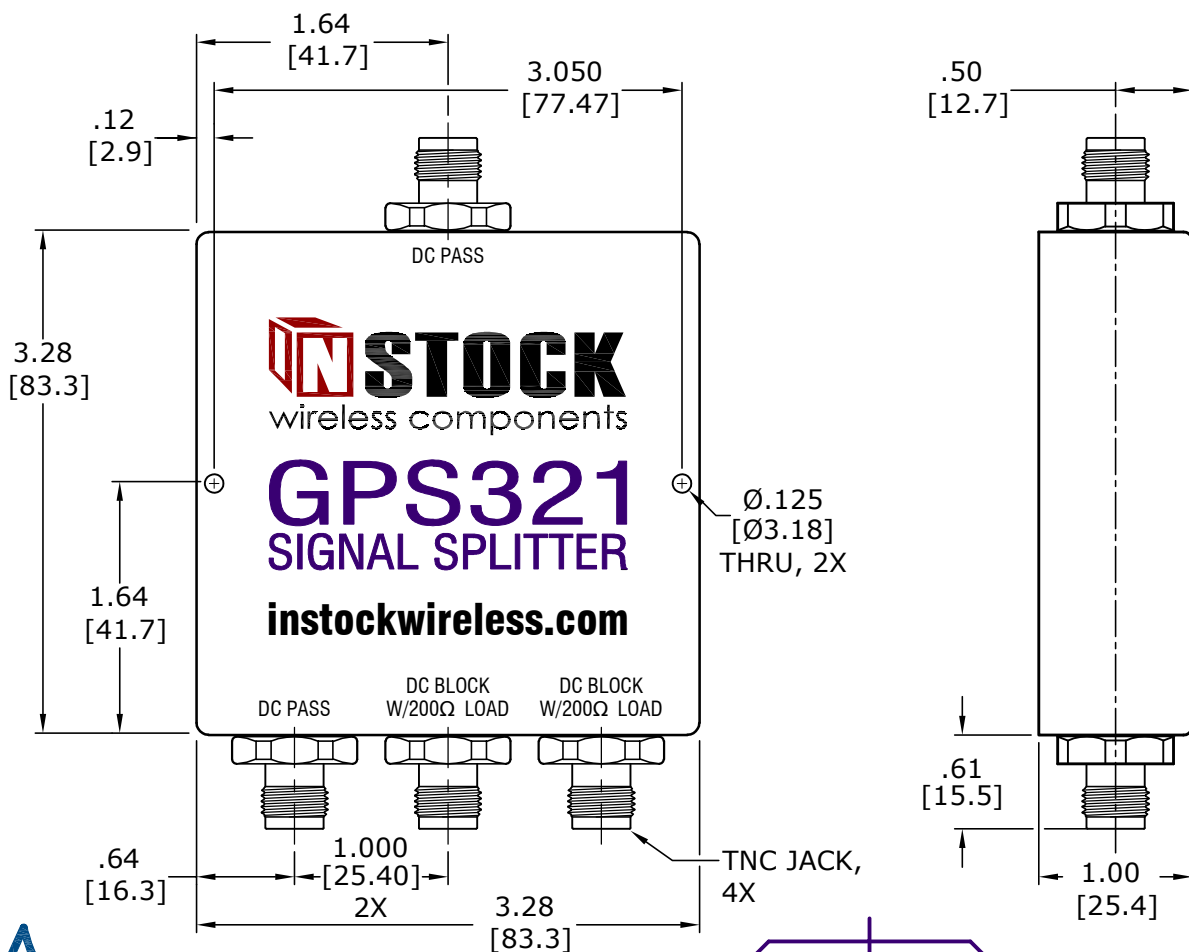 1.64
[41.7]
3.050
[77.47]
.50
[12.7]
.12
[2.9]
DC PASS
3.28
[83.3]
INSTOCK
wireless components
GPS321
SIGNAL SPLITTER
Ø.125
[Ø3.18]
THRU, 2X
1.64
[41.7]
instockwireless.com
DC PASS
DC BLOCK
W/200Ω LOAD
DC BLOCK
W/200Ω LOAD
.61
[15.5]
.64
[16.3]
1.000
[25.40]
2X
TNC JACK,
4X
3.28
[83.3]
1.00
[25.4]